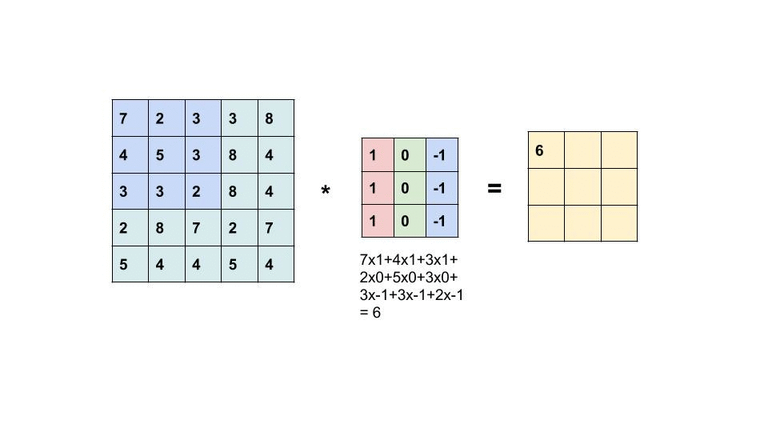 7 2 3 3 8
4 5 3 8 4
3 3 2 8 4
2 8 7 2 7
5 4 4 5 4
*
1 0 -1
1 0 -1
1 0 -1
7x1+4x1+3x1+
2x0+5x0+3x0+
3x-1+3x-1+2x-1
= 6
=
6